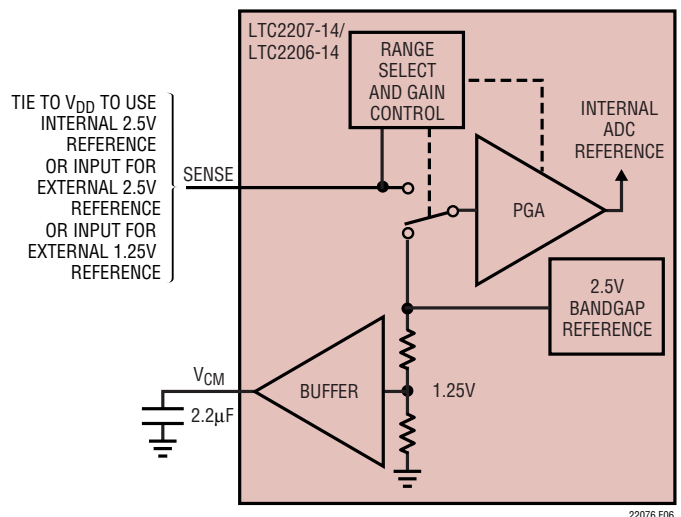 LTC2207-14/
LTC2206-14
RANGE
SELECT
AND GAIN
CONTROL
TIE TO VDD TO USE
INTERNAL 2.5V
REFERENCE
OR INPUT FOR
EXTERNAL 2.5V
REFERENCE
OR INPUT FOR
EXTERNAL 1.25V
REFERENCE
SENSE
INTERNAL
ADC
REFERENCE
PGA
2.5V
BANDGAP
REFERENCE
VCM
BUFFER
1.25V
2.2μF
22076 F06